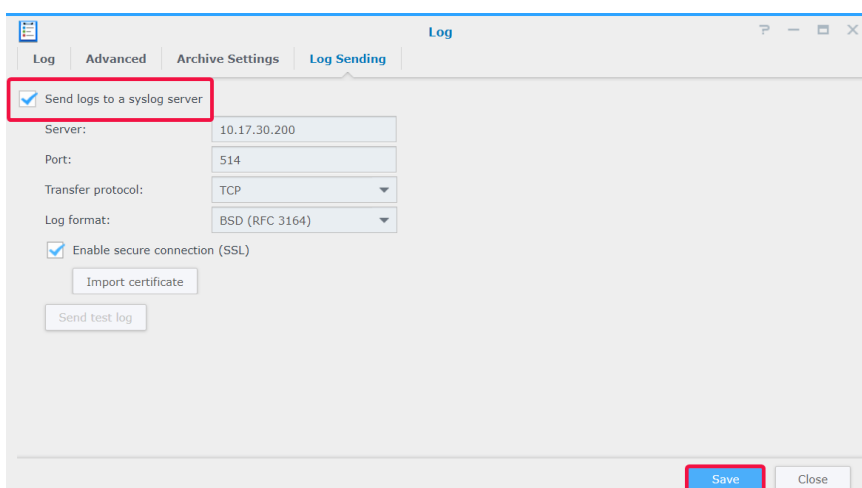 Log
Log Advanced Archive Settings Log Sending
Send logs to a syslog server
Server: 10.17.30.200
Port: 514
Transfer protocol: TCP
Log format: BSD (RFC 3164)
Enable secure connection (SSL)
Import certificate
Send test log
Save Close